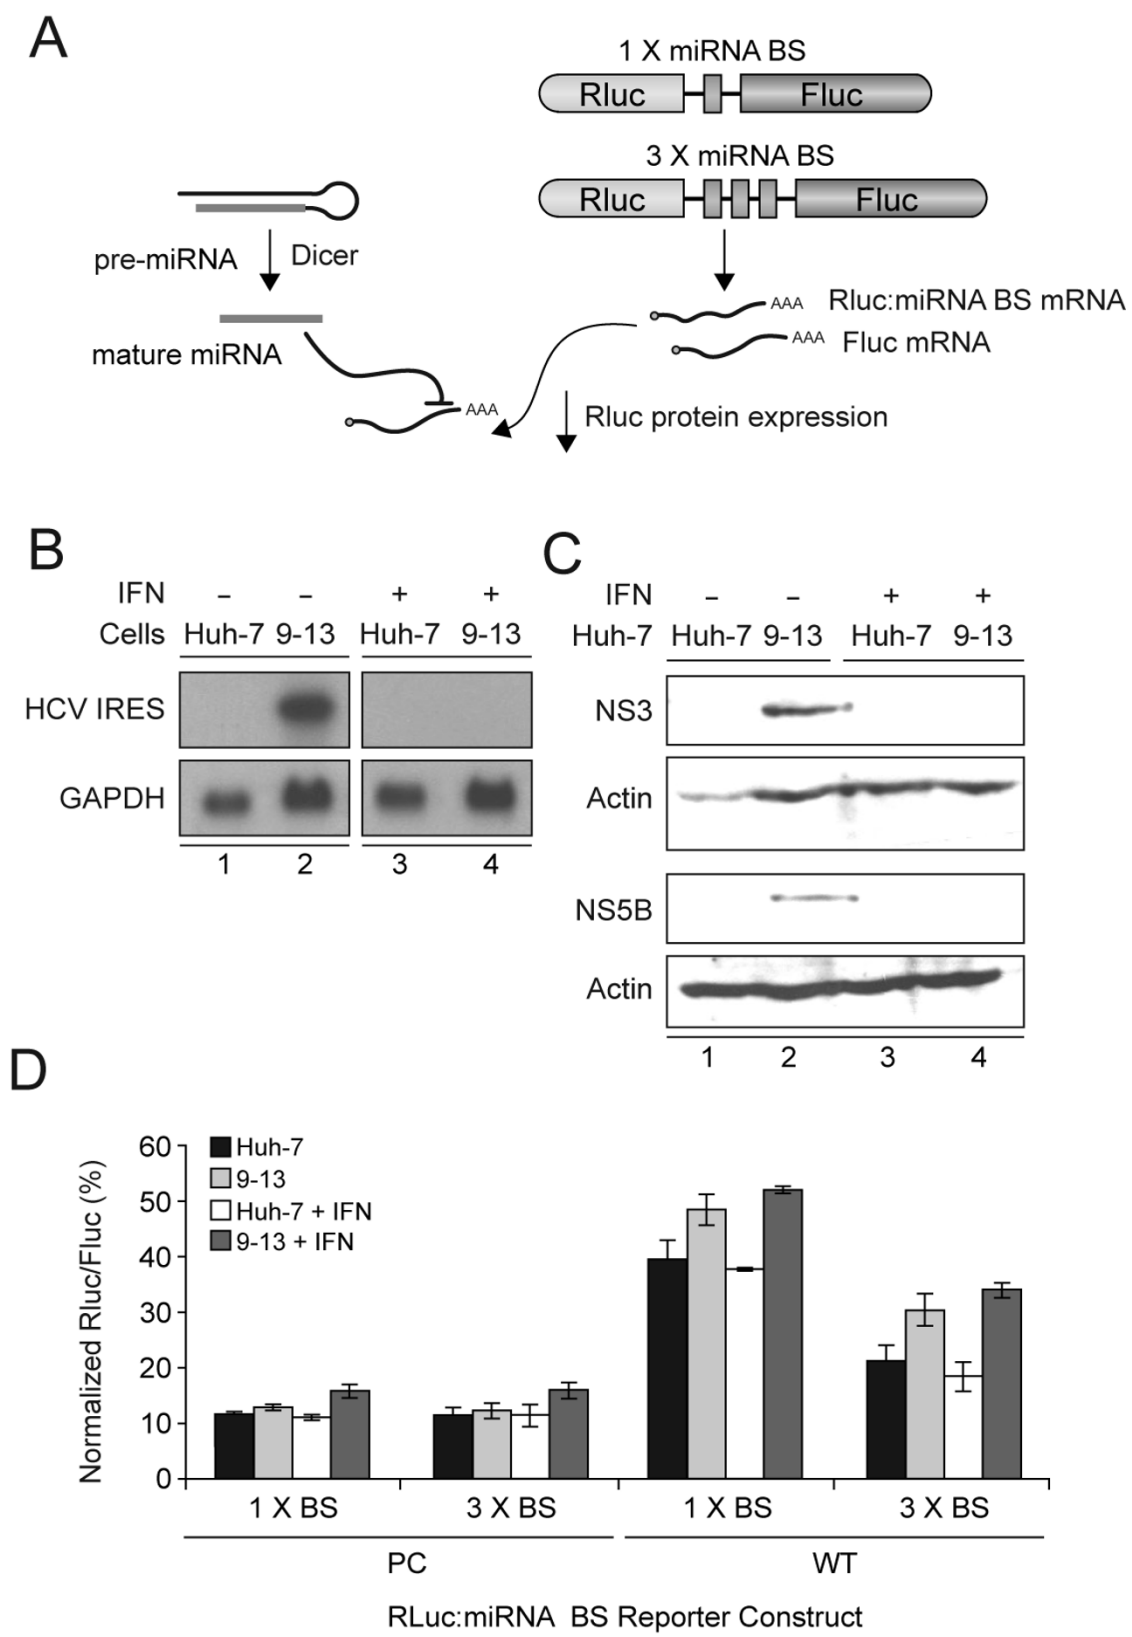 A
1 X miRNA BS
Rluc Fluc
3 X miRNA BS
Rluc Fluc
pre-miRNA Dicer
mature miRNA
AAA Rluc:miRNA BS mRNA
AAA Fluc mRNA
AAA
Rluc protein expression
B
IFN – – + +
Cells Huh-7 9-13 Huh-7 9-13
HCV IRES
GAPDH
1 2 3 4
C
IFN – – + +
Huh-7 Huh-7 9-13 Huh-7 9-13
NS3
Actin
NS5B
Actin
1 2 3 4
D
Normalized Rluc/Fluc (%)
60
50
40
30
20
10
0
Huh-7
9-13
Huh-7 + IFN
9-13 + IFN
1 X BS 3 X BS 1 X BS 3 X BS
PC WT
RLuc:miRNA BS Reporter Construct